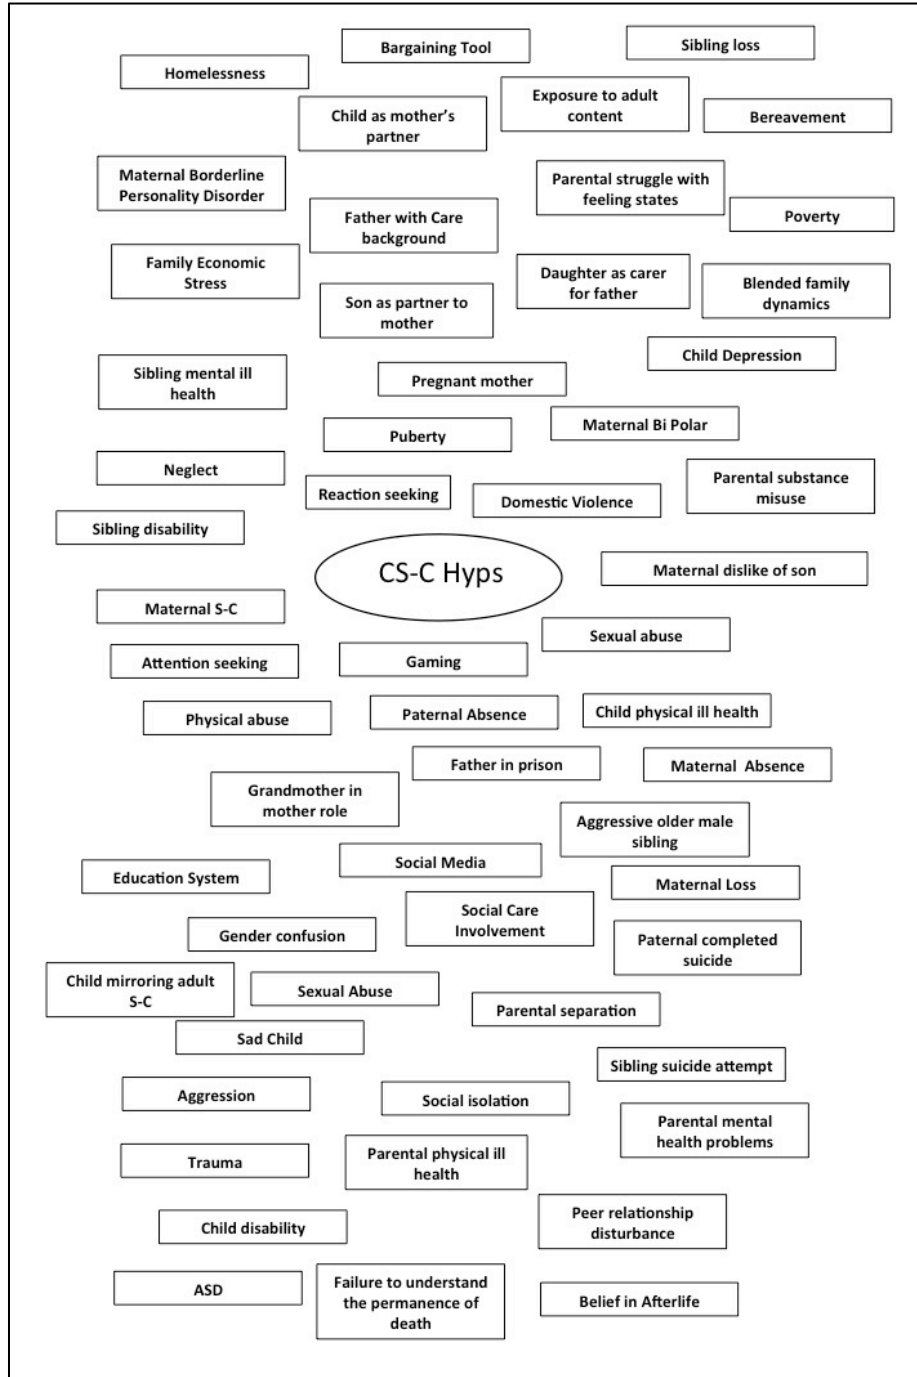 Bargaining Tool
Sibling loss
Homelessness
Exposure to adult
content
Child as mother's
partner
Bereavement
Maternal Borderline
Personality Disorder
Parental struggle with
feeling states
Father with Care
background
Poverty
Family Economic
Stress
Daughter as carer
for father
Blended family
dynamics
Son as partner to
mother
Child Depression
Sibling mental ill
health
Pregnant mother
Maternal Bi Polar
Puberty
Neglect
Parental substance
misuse
Reaction seeking
Domestic Violence
Sibling disability
CS-C Hyps
Maternal dislike of son
Maternal S-C
Sexual abuse
Attention seeking
Gaming
Physical abuse
Paternal Absence
Child physical ill health
Father in prison
Maternal  Absence
Grandmother in
mother role
Aggressive older male
sibling
Social Media
Education System
Maternal Loss
Social Care
Involvement
Gender confusion
Paternal completed
suicide
Child mirroring adult
S-C
Sexual Abuse
Parental separation
Sad Child
Sibling suicide attempt
Aggression
Social isolation
Parental mental
health problems
Trauma
Parental physical ill
health
Child disability
Peer relationship
disturbance
ASD
Failure to understand
the permanence of
death
Belief in Afterlife